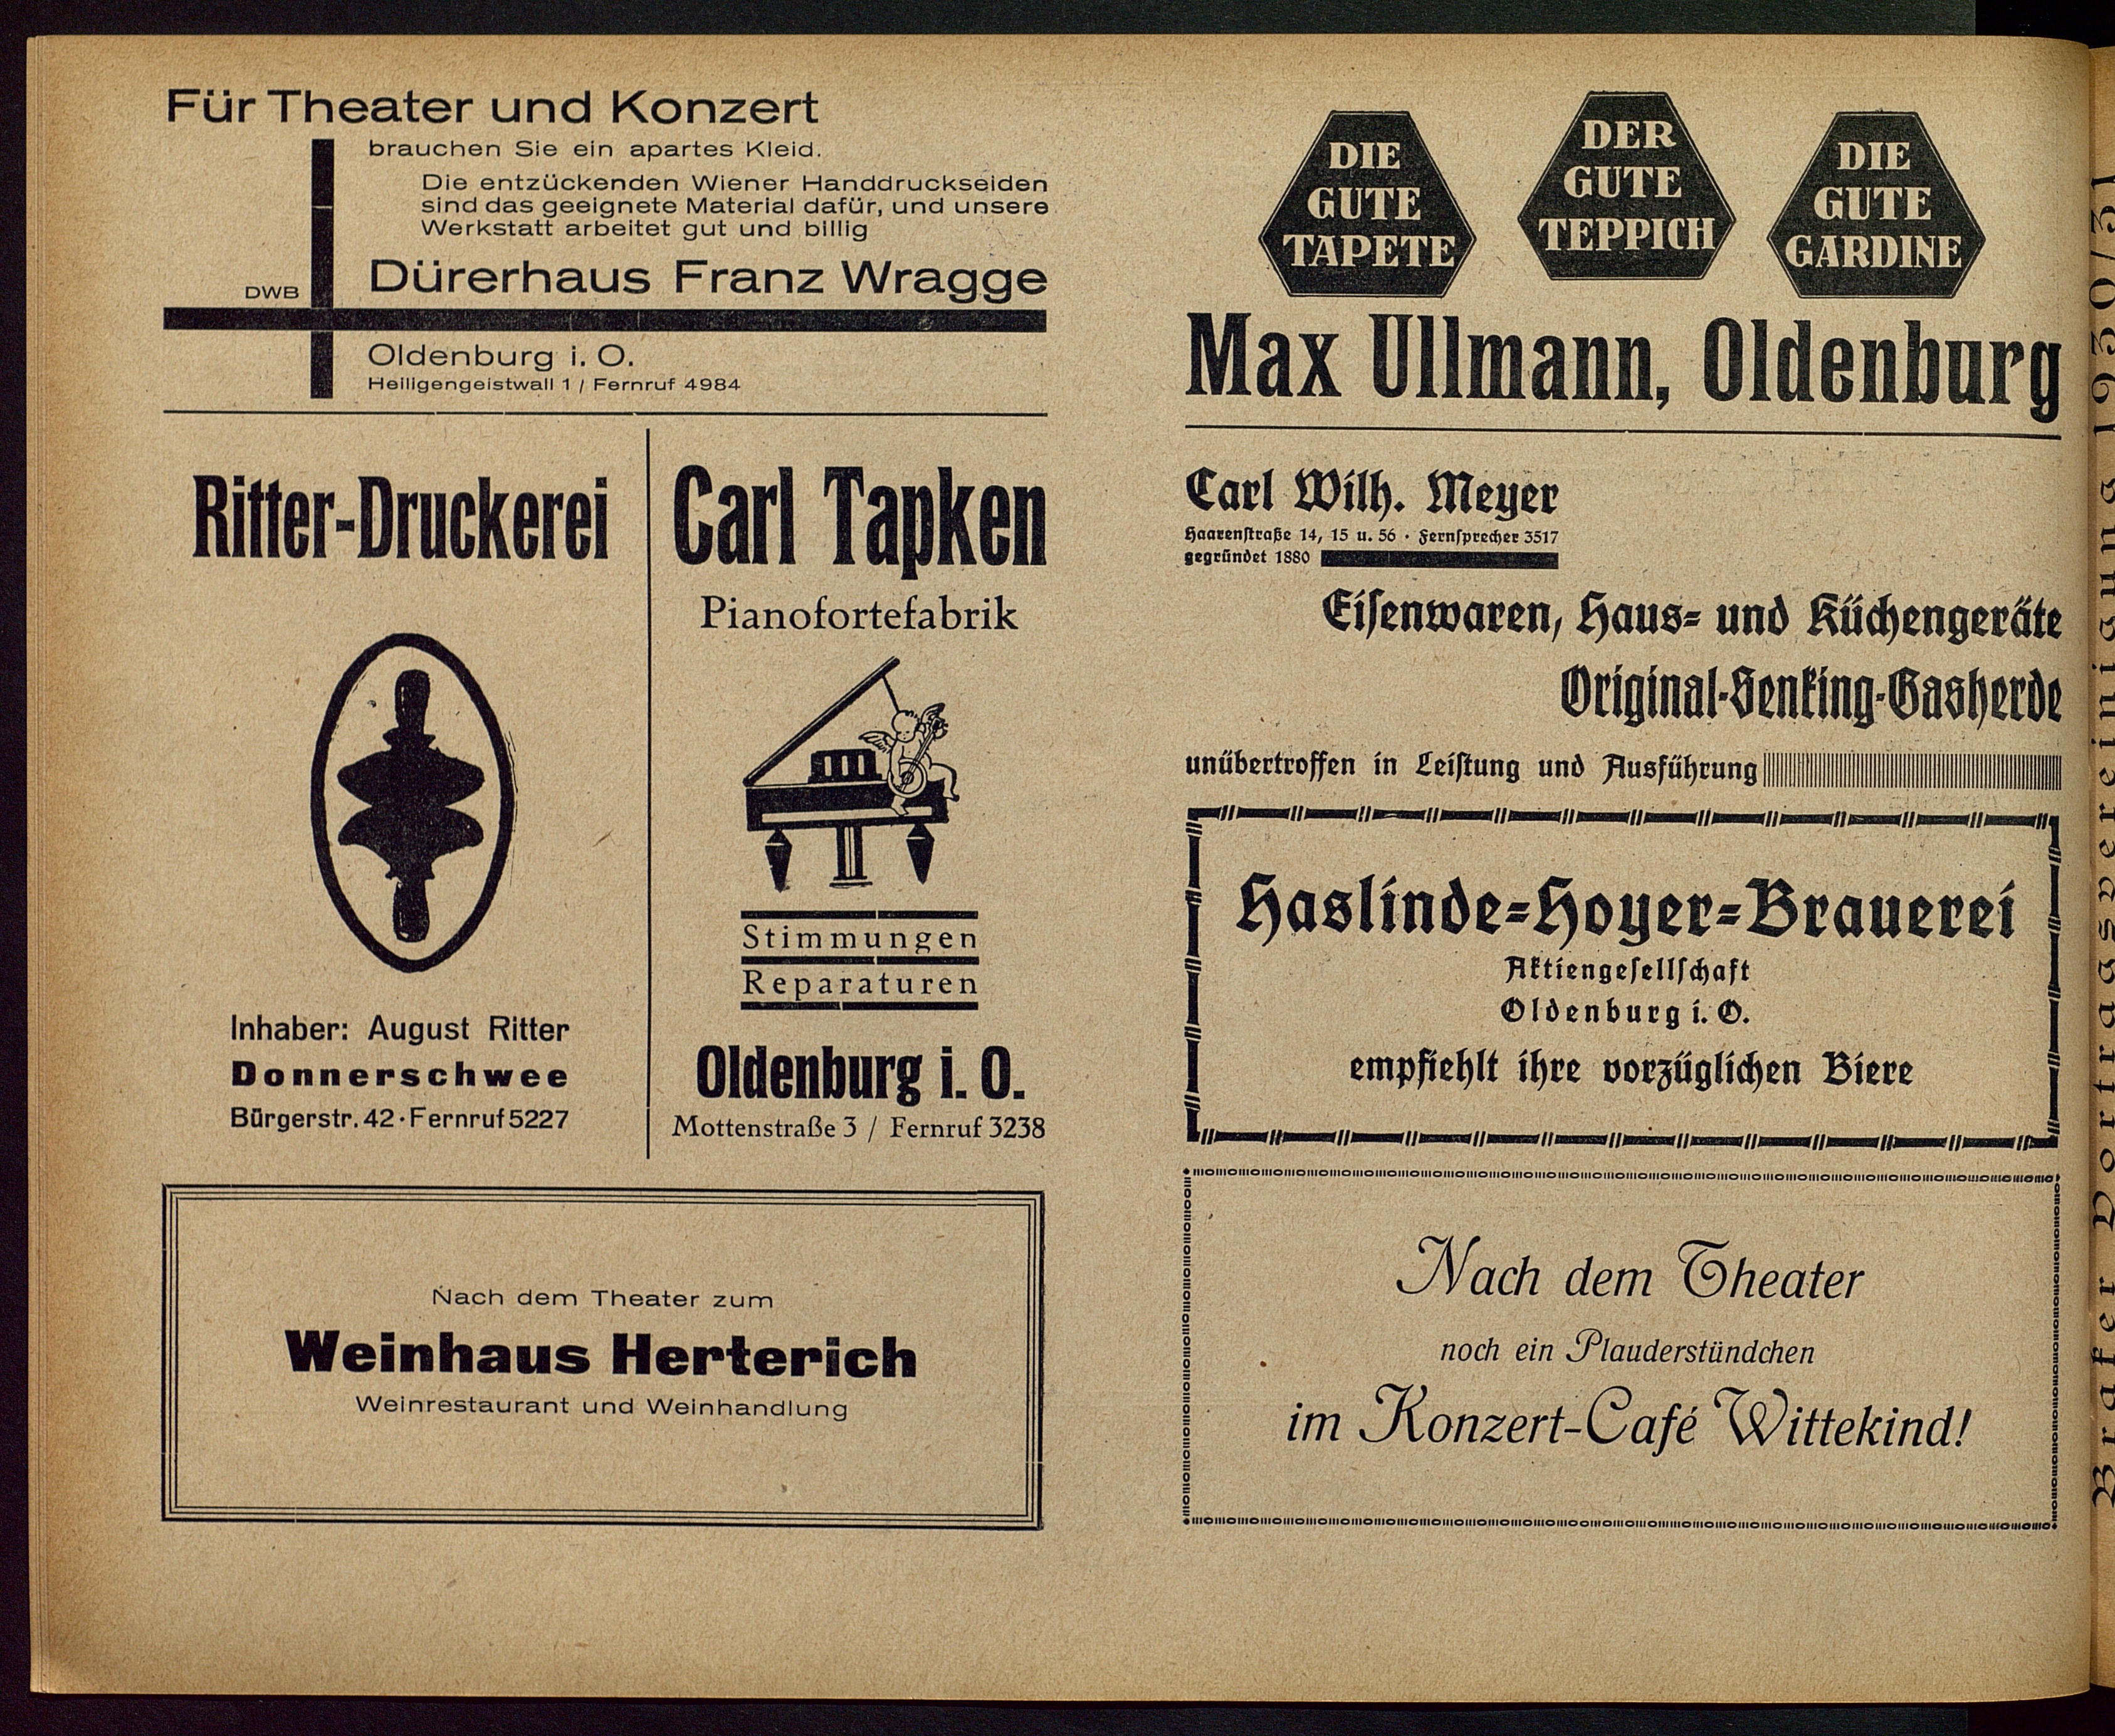 Für Theater und Konzert
brauchen Sie ein apartes Kleid.
Die entzückenden Wiener Handdruckseiden
sind das geeignete Material dafür, und unsere
Werkstatt arbeitet gut und billig
DWB
Dürerhaus Franz Wragge
Oldenburg i. O.
Heiligengeistwall 1 / Fernruf 4984
Ritter-Druckerei
Inhaber: August Ritter
Donnerschwee
Bürgerstr. 42 · Fernruf 5227
Carl Tapken
Pianofortefabrik
Stimmungen
Reparaturen
Oldenburg i. O.
Mottenstraße 3 / Fernruf 3238
Nach dem Theater zum
Weinhaus Herterich
Weinrestaurant und Weinhandlung
DIE
GUTE
TAPETE
DER
GUTE
TEPPICH
DIE
GUTE
GARDINE
Max Ullmann, Oldenburg
Carl Wilh. Meyer
Haarenstraße 14, 15 u. 56 · Fernsprecher 3517
gegründet 1880
Eisenwaren, Haus- und Küchengeräte
Original-Senking-Gasherde
unübertroffen in Leistung und Ausführung
Haslinde-Hoyer-Brauerei
Aktiengesellschaft
Oldenburg i. O.
empfiehlt ihre vorzüglichen Biere
Nach dem Theater
noch ein Plauderstündchen
im Konzert-Café Wittekind!
Vortragsvereinigung 1930/31